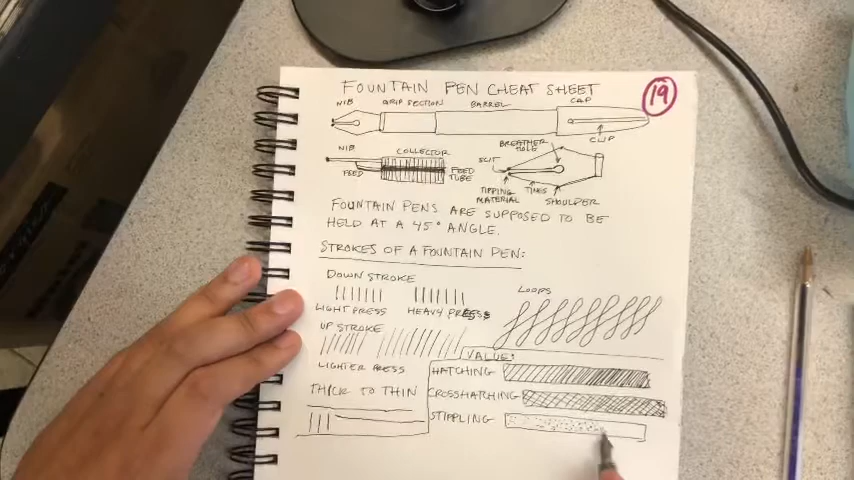 FOUNTAIN PEN CHEAT SHEET
19
NIB GRIP SECTION BARREL CAP
CLIP
NIB COLLECTOR
FEED FEED TUBE
BREATHER HOLE
SLIT
TIPPING MATERIAL TINES SHOULDER
FOUNTAIN PENS ARE SUPPOSED TO BE
HELD AT A 45° ANGLE.
STROKES OF A FOUNTAIN PEN:
DOWN STROKE
LIGHT PRESS HEAVY PRESS
UP STROKE
LIGHTER PRESS
THICK TO THIN
LOOPS
VALUE:
HATCHING
CROSSHATCHING
STIPPLING